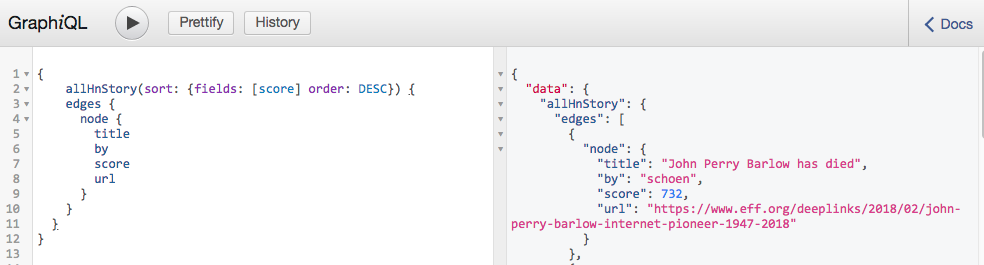 GraphiQL
Prettify
History
Docs
1 {
2 allHnStory(sort: {fields: [score] order: DESC}) {
3 edges {
4 node {
5 title
6 by
7 score
8 url
9 }
10 }
11 }
12 }
13
{
"data": {
"allHnStory": {
"edges": [
{
"node": {
"title": "John Perry Barlow has died",
"by": "schoen",
"score": 732,
"url": "https://www.eff.org/deeplinks/2018/02/john-
perry-barlow-internet-pioneer-1947-2018"
}
},